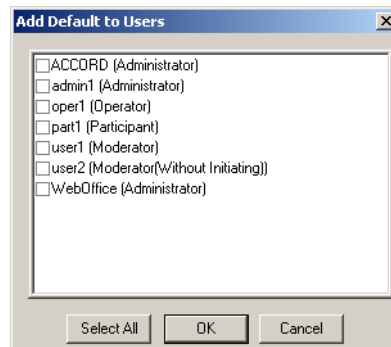 Add Default to Users
ACCORD (Administrator)
admin1 (Administrator)
oper1 (Operator)
part1 (Participant)
user1 (Moderator)
user2 (Moderator(Without Initiating))
WebOffice (Administrator)
Select All OK Cancel